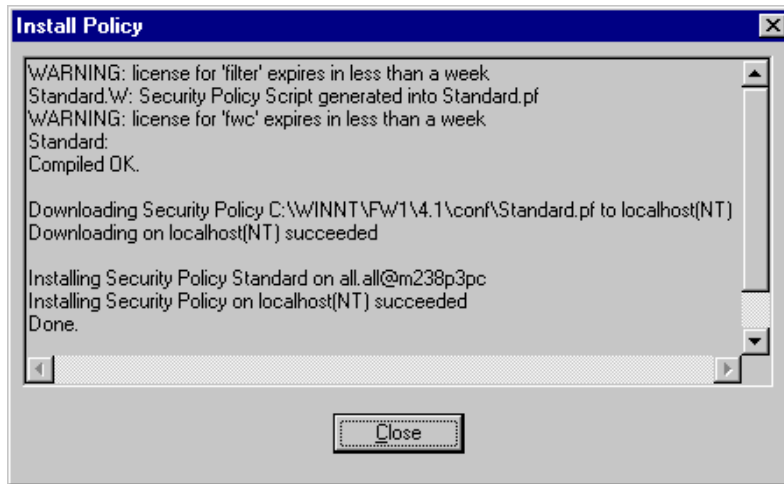 Install Policy
WARNING: license for 'filter' expires in less than a week
Standard.W: Security Policy Script generated into Standard.pf
WARNING: license for 'fwc' expires in less than a week
Standard:
Compiled OK.
Downloading Security Policy C:\WINNT\FW1\4.1\conf\Standard.pf to localhost(NT)
Downloading on localhost(NT) succeeded
Installing Security Policy Standard on all.all@m238p3pc
Installing Security Policy on localhost(NT) succeeded
Done.
Close